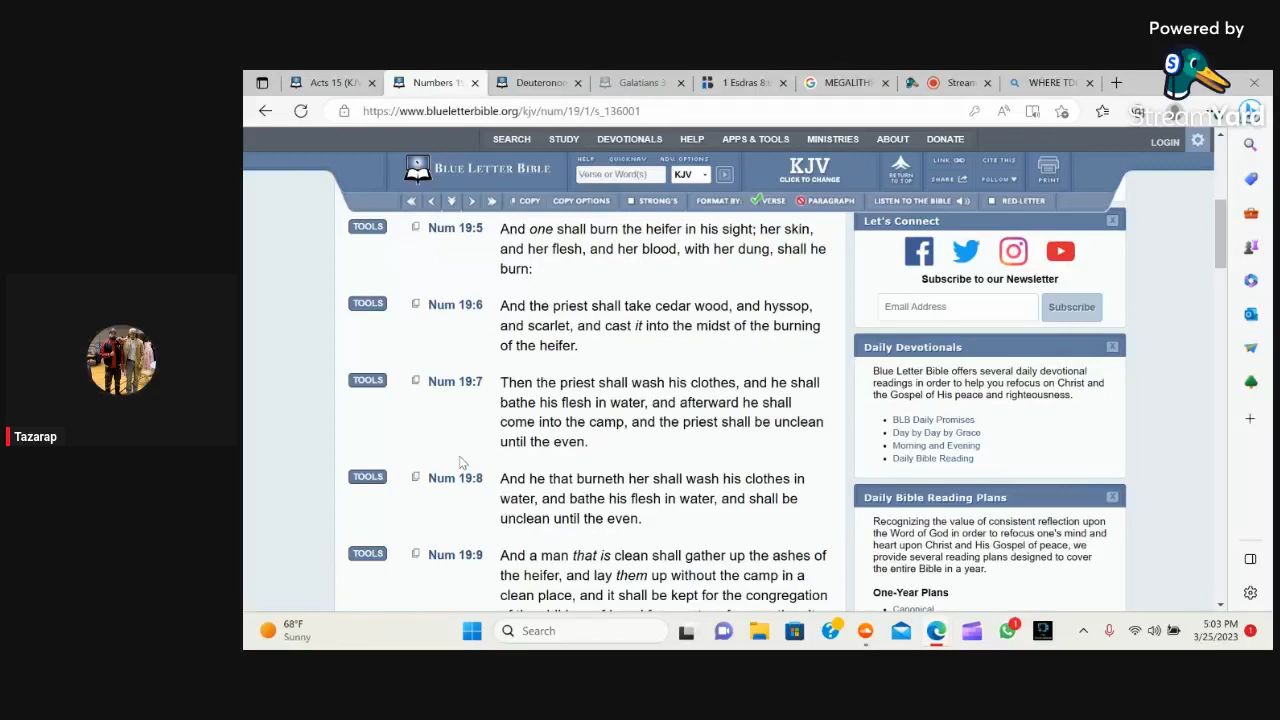 Powered by
StreamYard
Acts 15 (KJV
Numbers 1
Deuteronon
Galatians 3
1 Esdras 8:
MEGALITHI
Stream
WHERE TD
https://www.blueletterbible.org/kjv/num/19/1/s_136001
SEARCH STUDY DEVOTIONALS HELP APPS & TOOLS MINISTRIES ABOUT DONATE
LOGIN
BLUE LETTER BIBLE
HELP QUICKNAV ADV. OPTIONS
Verse or Word(s) KJV
KJV
CLICK TO CHANGE
RETURN
TO TOP
LINK CITE THIS
SHARE FOLLOW
PRINT
COPY COPY OPTIONS STRONG'S FORMAT BY: VERSE PARAGRAPH LISTEN TO THE BIBLE RED-LETTER
TOOLS Num 19:5 And one shall burn the heifer in his sight; her skin,
and her flesh, and her blood, with her dung, shall he
burn:
TOOLS Num 19:6 And the priest shall take cedar wood, and hyssop,
and scarlet, and cast it into the midst of the burning
of the heifer.
TOOLS Num 19:7 Then the priest shall wash his clothes, and he shall
bathe his flesh in water, and afterward he shall
come into the camp, and the priest shall be unclean
until the even.
TOOLS Num 19:8 And he that burneth her shall wash his clothes in
water, and bathe his flesh in water, and shall be
unclean until the even.
TOOLS Num 19:9 And a man that is clean shall gather up the ashes of
the heifer, and lay them up without the camp in a
clean place, and it shall be kept for the congregation
Let's Connect
Subscribe to our Newsletter
Email Address Subscribe
Daily Devotionals
Blue Letter Bible offers several daily devotional
readings in order to help you refocus on Christ and
the Gospel of His peace and righteousness.
BLB Daily Promises
Day by Day by Grace
Morning and Evening
Daily Bible Reading
Daily Bible Reading Plans
Recognizing the value of consistent reflection upon
the Word of God in order to refocus one's mind and
heart upon Christ and His Gospel of peace, we
provide several reading plans designed to cover
the entire Bible in a year.
One-Year Plans
Canonical
Tazarap
68°F
Sunny
Search
1
5:03 PM
3/25/2023
1